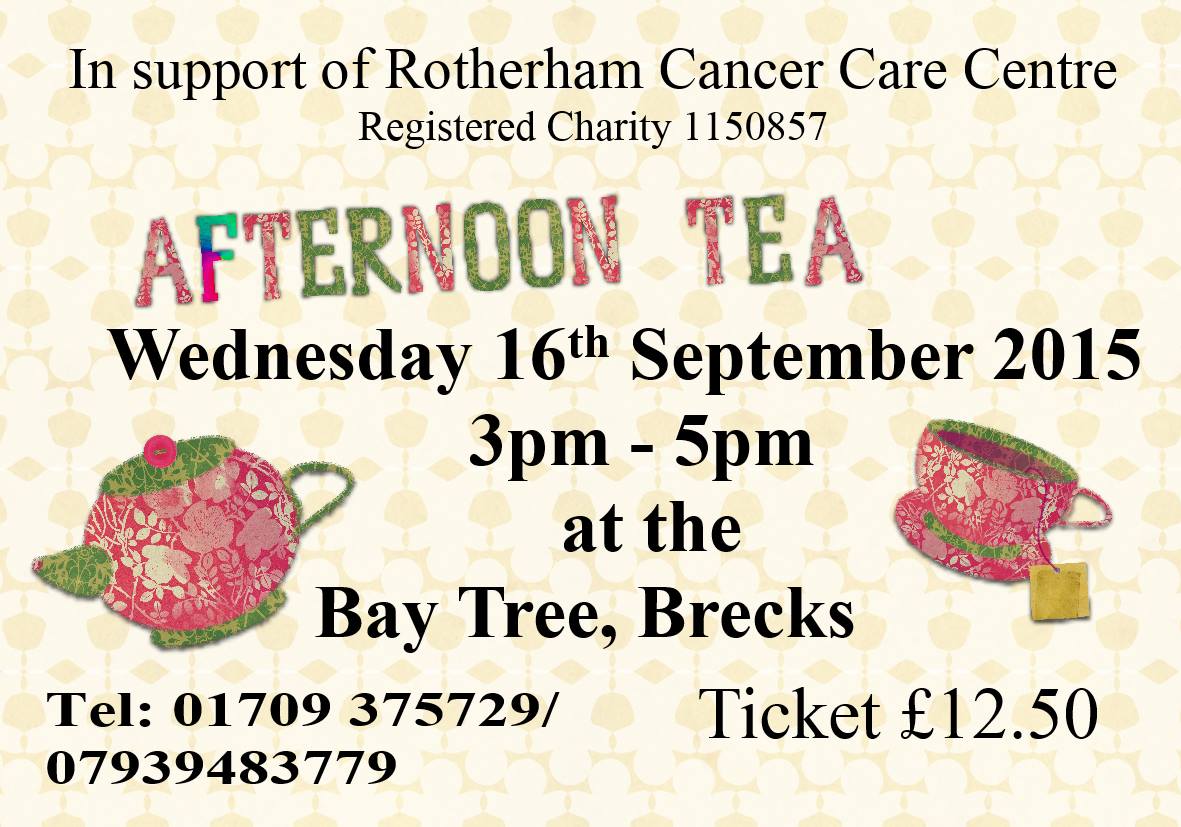 In support of Rotherham Cancer Care Centre
Registered Charity 1150857
AFTERNOON TEA
Wednesday 16th September 2015
3pm - 5pm
at the
Bay Tree, Brecks
Tel: 01709 375729/
07939483779
Ticket £12.50